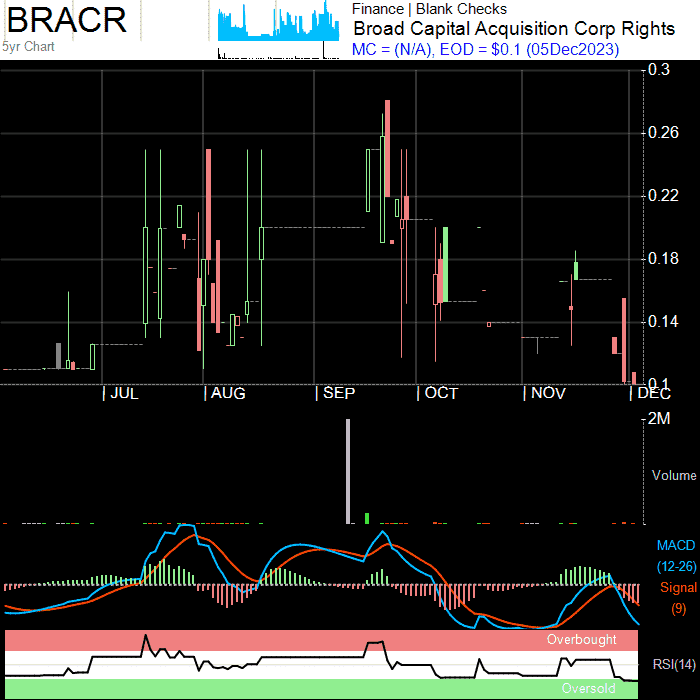 BRACR
5yr Chart
Finance | Blank Checks
Broad Capital Acquisition Corp Rights
MC = (N/A), EOD = $0.1 (05Dec2023)
0.3
0.26
0.22
0.18
0.14
0.1
JUL AUG SEP OCT NOV DEC
2M
Volume
MACD
(12-26)
Signal
(9)
Overbought
RSI(14)
Oversold